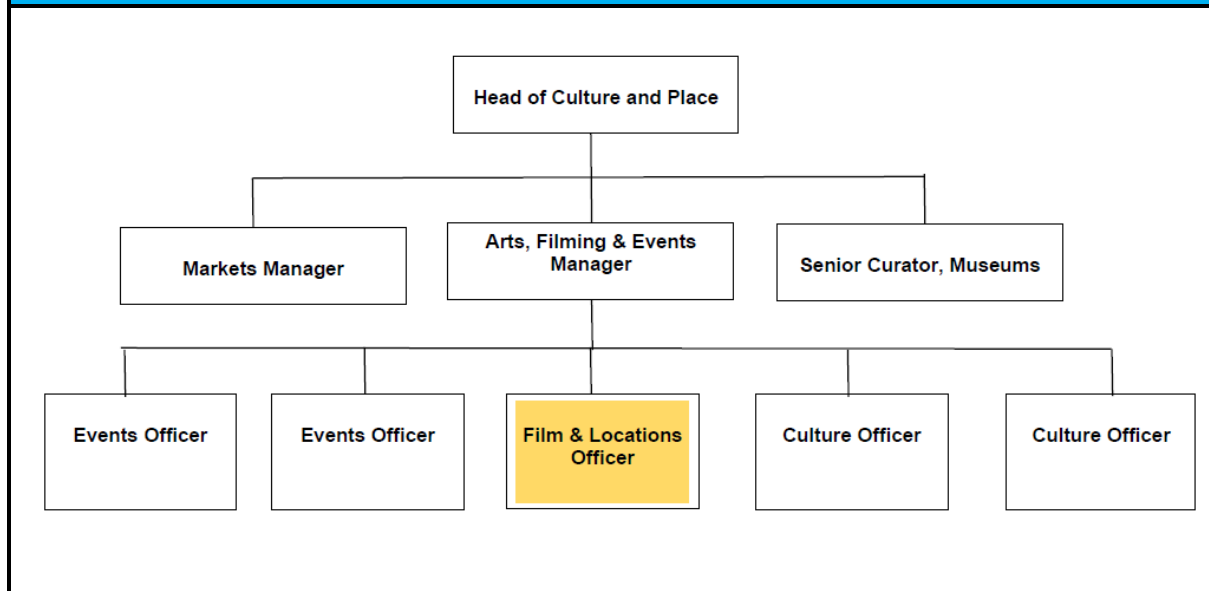 Head of Culture and Place
Markets Manager
Arts, Filming & Events
Manager
Senior Curator, Museums
Events Officer
Events Officer
Film & Locations
Officer
Culture Officer
Culture Officer